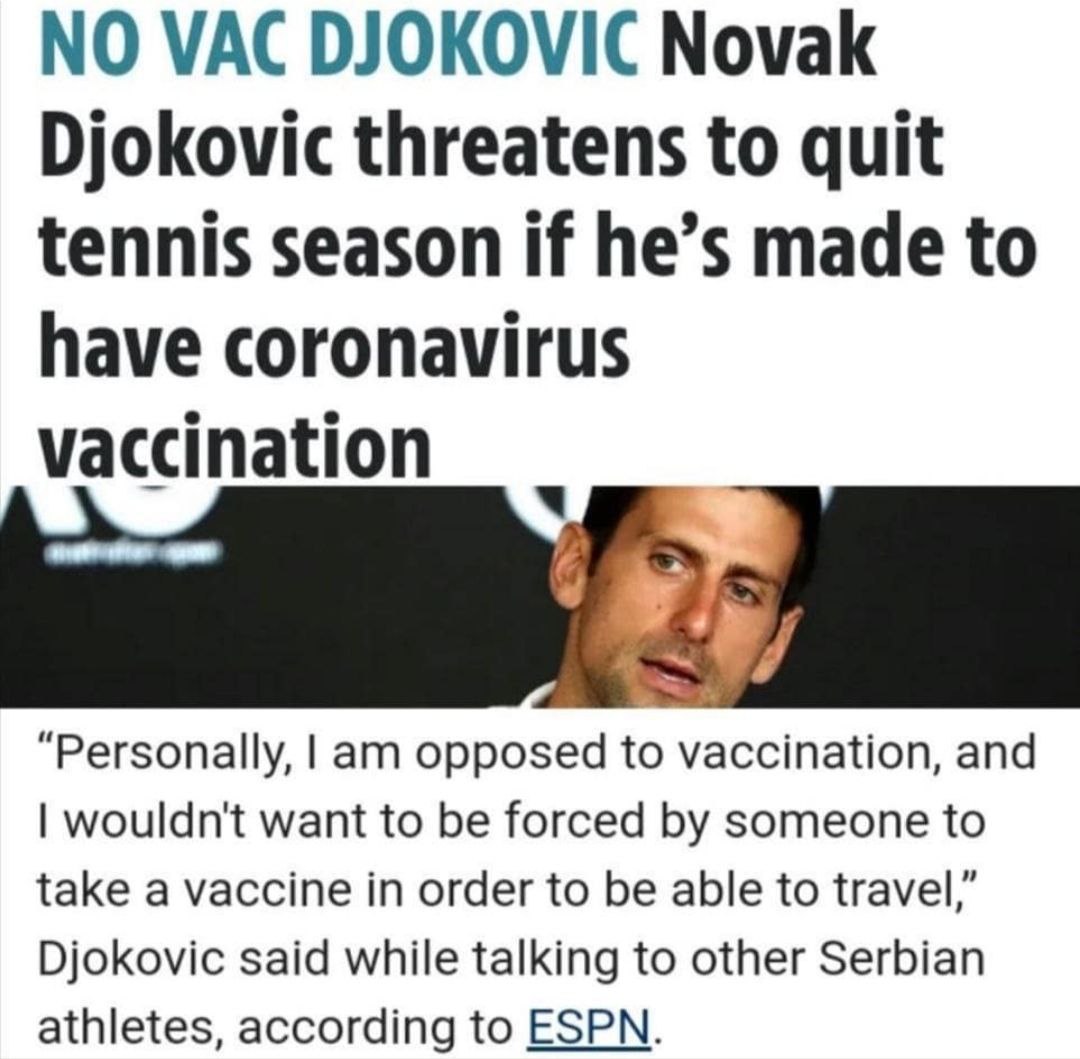 NO VAC DJOKOVIC Novak
Djokovic threatens to quit
tennis season if he’s made to
have coronavirus
vaccination
“Personally, I am opposed to vaccination, and
I wouldn't want to be forced by someone to
take a vaccine in order to be able to travel,”
Djokovic said while talking to other Serbian
athletes, according to ESPN.